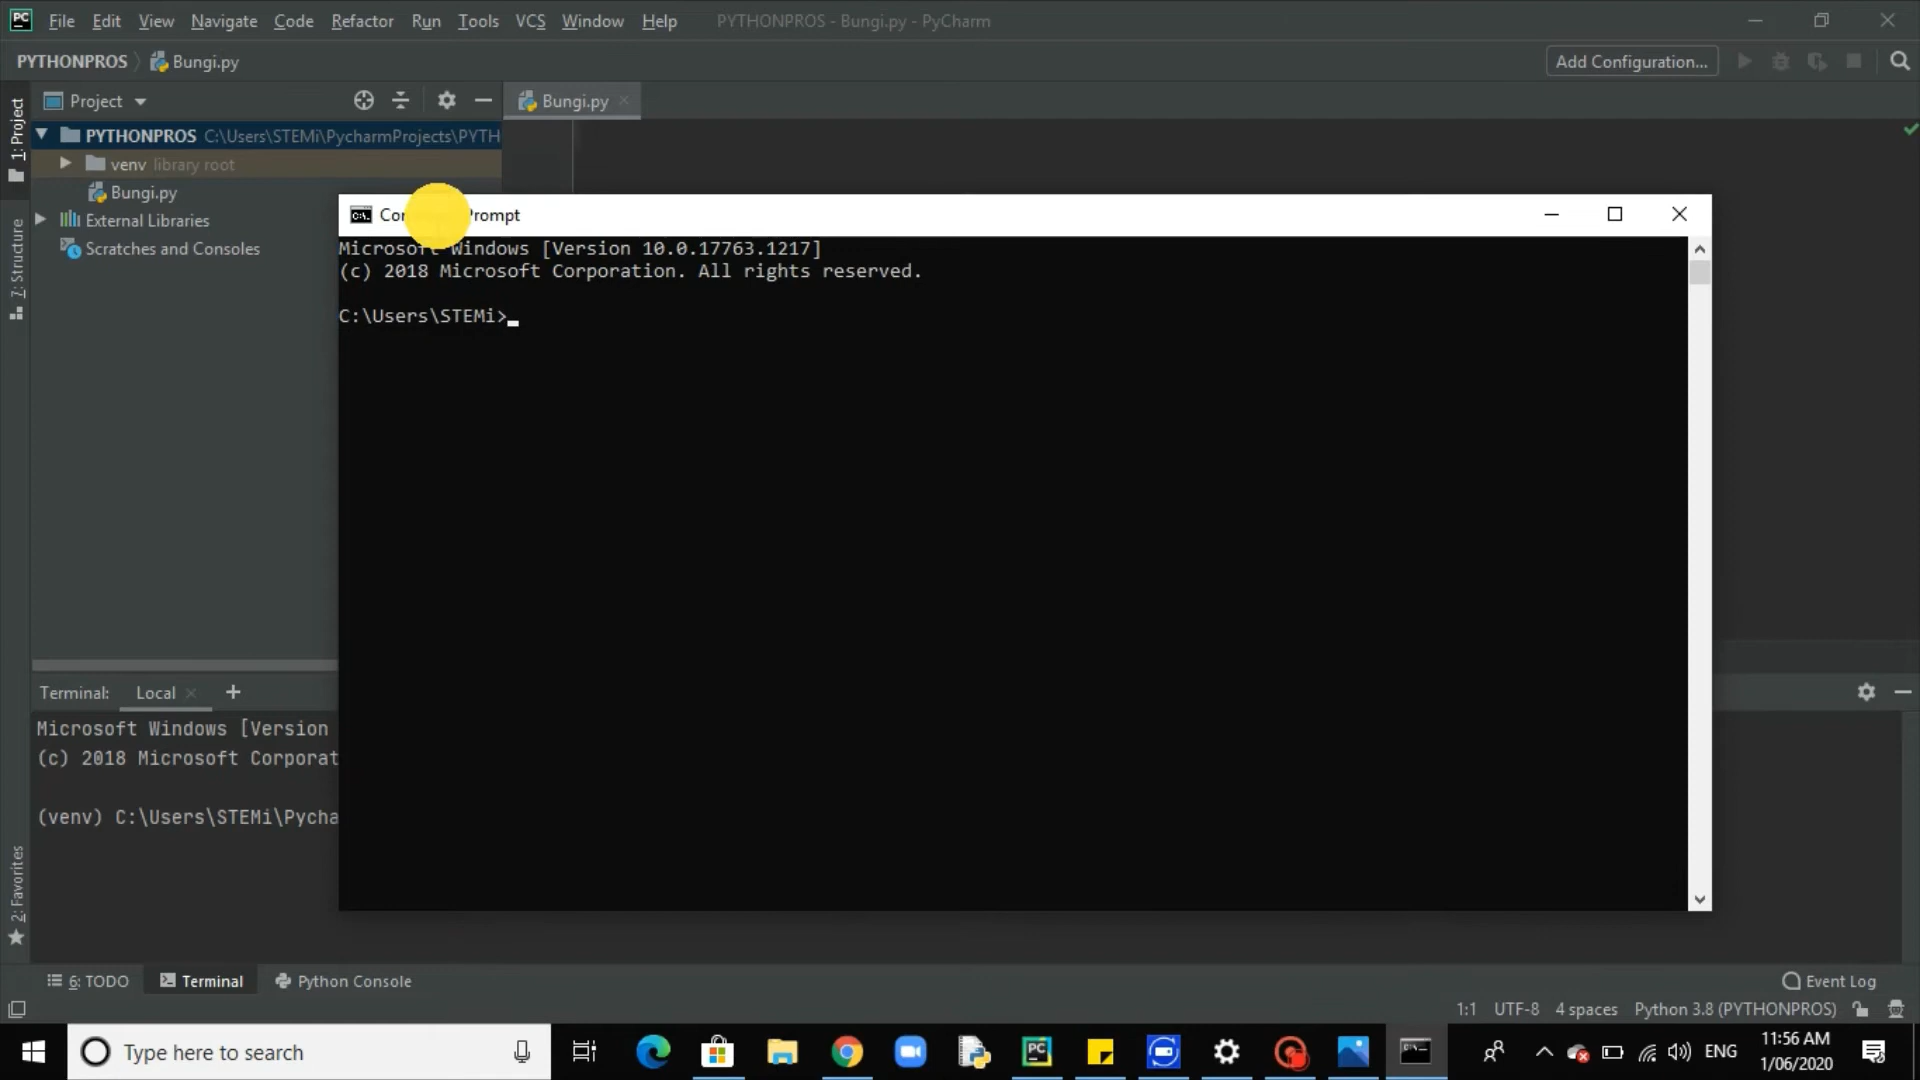 PC File Edit View Navigate Code Refactor Run Tools VCS Window Help PYTHONPROS - Bungi.py - PyCharm
PYTHONPROS Bungi.py Add Configuration...
1: Project
Project Bungi.py
PYTHONPROS C:\Users\STEMi\PycharmProjects\PYTH
venv library root
Bungi.py
External Libraries
Scratches and Consoles
7: Structure
Prompt
Microsoft Windows [Version 10.0.17763.1217]
(c) 2018 Microsoft Corporation. All rights reserved.
C:\Users\STEMi>
Terminal: Local +
Microsoft Windows [Version
(c) 2018 Microsoft Corporat
(venv) C:\Users\STEMi\Pycha
2: Favorites
6: TODO Terminal Python Console Event Log
1:1 UTF-8 4 spaces Python 3.8 (PYTHONPROS)
Type here to search
PC
ENG
11:56 AM
1/06/2020